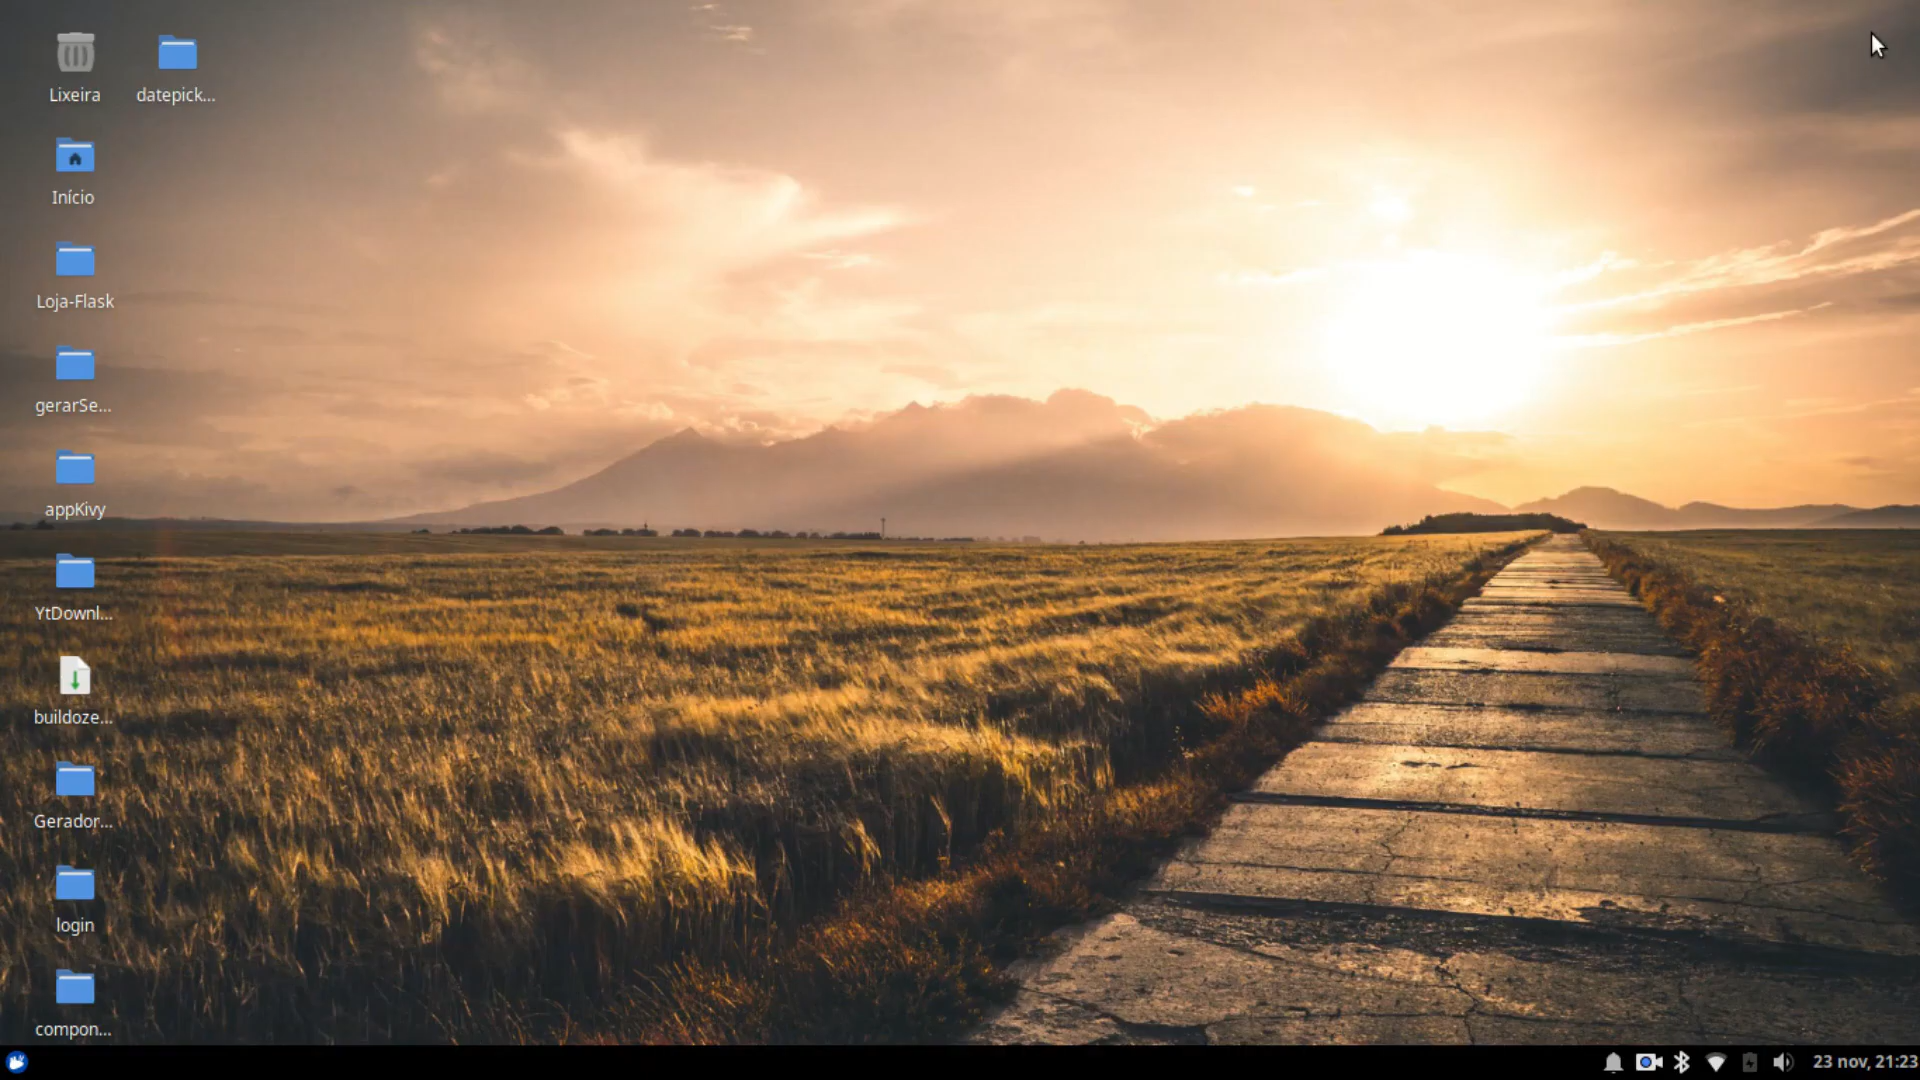 Lixeira
datepick...
Início
Loja-Flask
gerarSe...
appKivy
YtDownl...
buildoze...
Gerador...
login
compon...
23 nov, 21:23